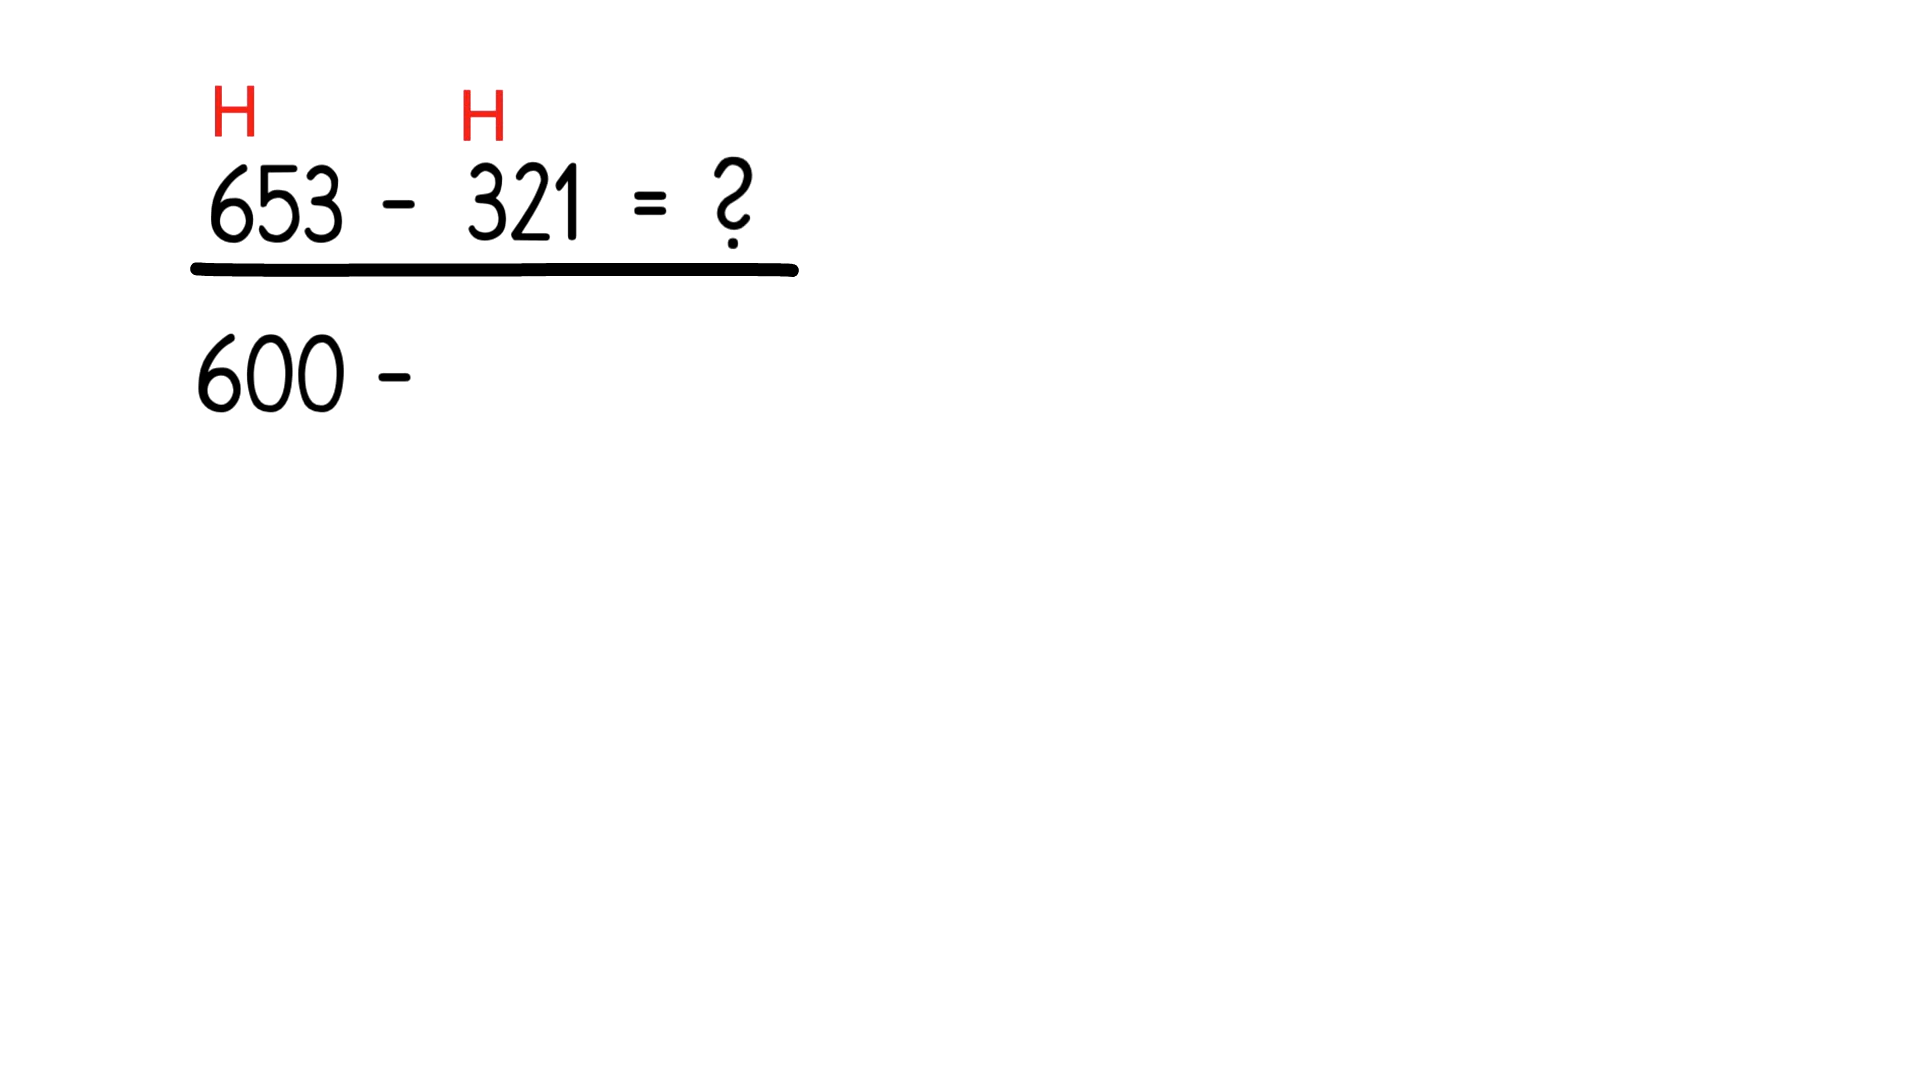 H H
653 - 321 = ?
600 -